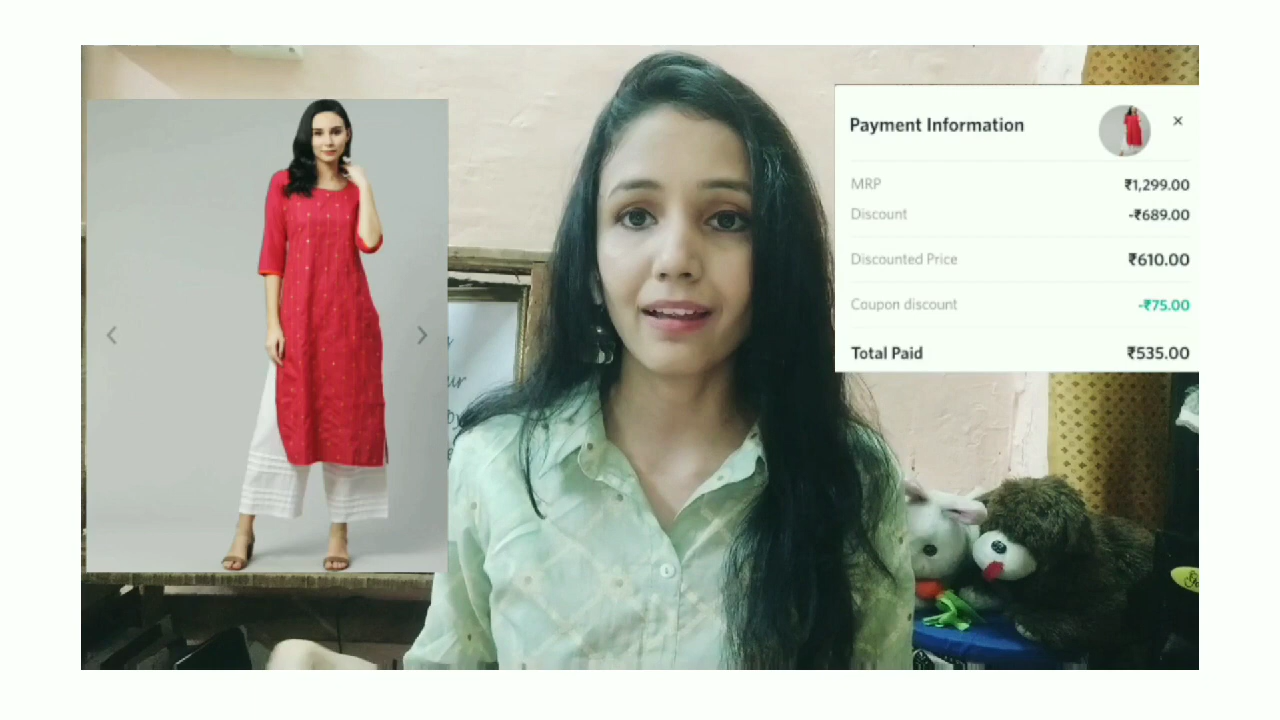 Payment Information
MRP ₹1,299.00
Discount -₹689.00
Discounted Price ₹610.00
Coupon discount -₹75.00
Total Paid ₹535.00